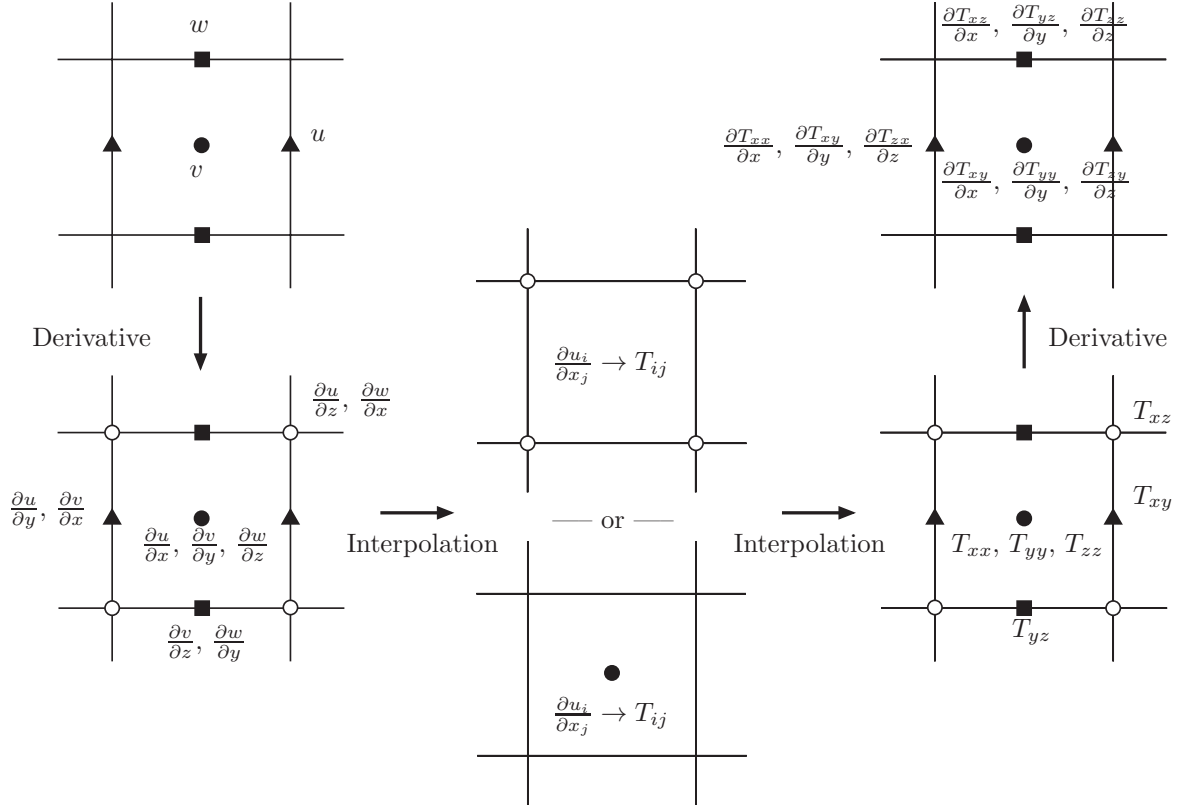 w
u
v
Derivative
∂u/∂z, ∂w/∂x
∂u/∂y, ∂v/∂x
∂u/∂x, ∂v/∂y, ∂w/∂z
∂v/∂z, ∂w/∂y
Interpolation
∂u_i/∂x_j → T_ij
— or —
∂u_i/∂x_j → T_ij
Interpolation
T_xz
T_xy
T_xx, T_yy, T_zz
T_yz
Derivative
∂T_xz/∂x, ∂T_yz/∂y, ∂T_zz/∂z
∂T_xx/∂x, ∂T_xy/∂y, ∂T_zx/∂z
∂T_xy/∂x, ∂T_yy/∂y, ∂T_zy/∂z